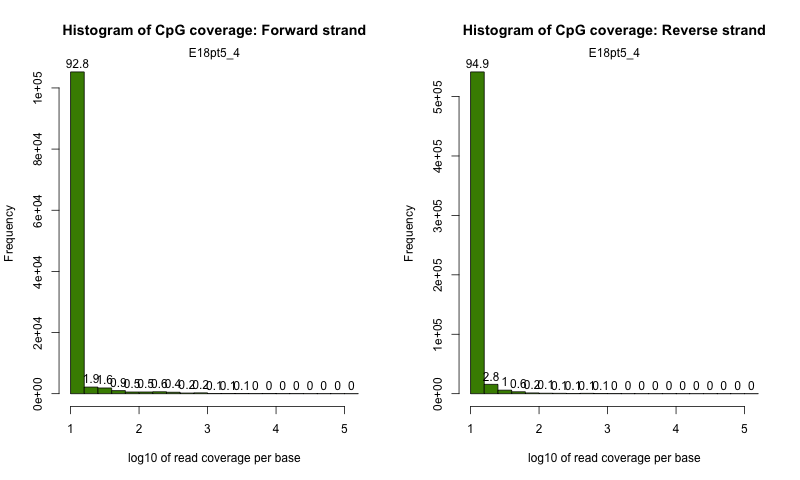 Histogram of CpG coverage: Forward strand
E18pt5_4
92.8
1.9 1.6 0.9 0.5 0.5 0.6 0.4 0.2 0.2 0.1 0.1 0.1 0 0 0 0 0 0 0 0
0e+00 2e+04 4e+04 6e+04 8e+04 1e+05
Frequency
1 2 3 4 5
log10 of read coverage per base
Histogram of CpG coverage: Reverse strand
E18pt5_4
94.9
2.8 1 0.6 0.2 0.1 0.1 0.1 0.1 0.1 0 0 0 0 0 0 0 0 0 0 0
0e+00 1e+05 2e+05 3e+05 4e+05 5e+05
Frequency
1 2 3 4 5
log10 of read coverage per base